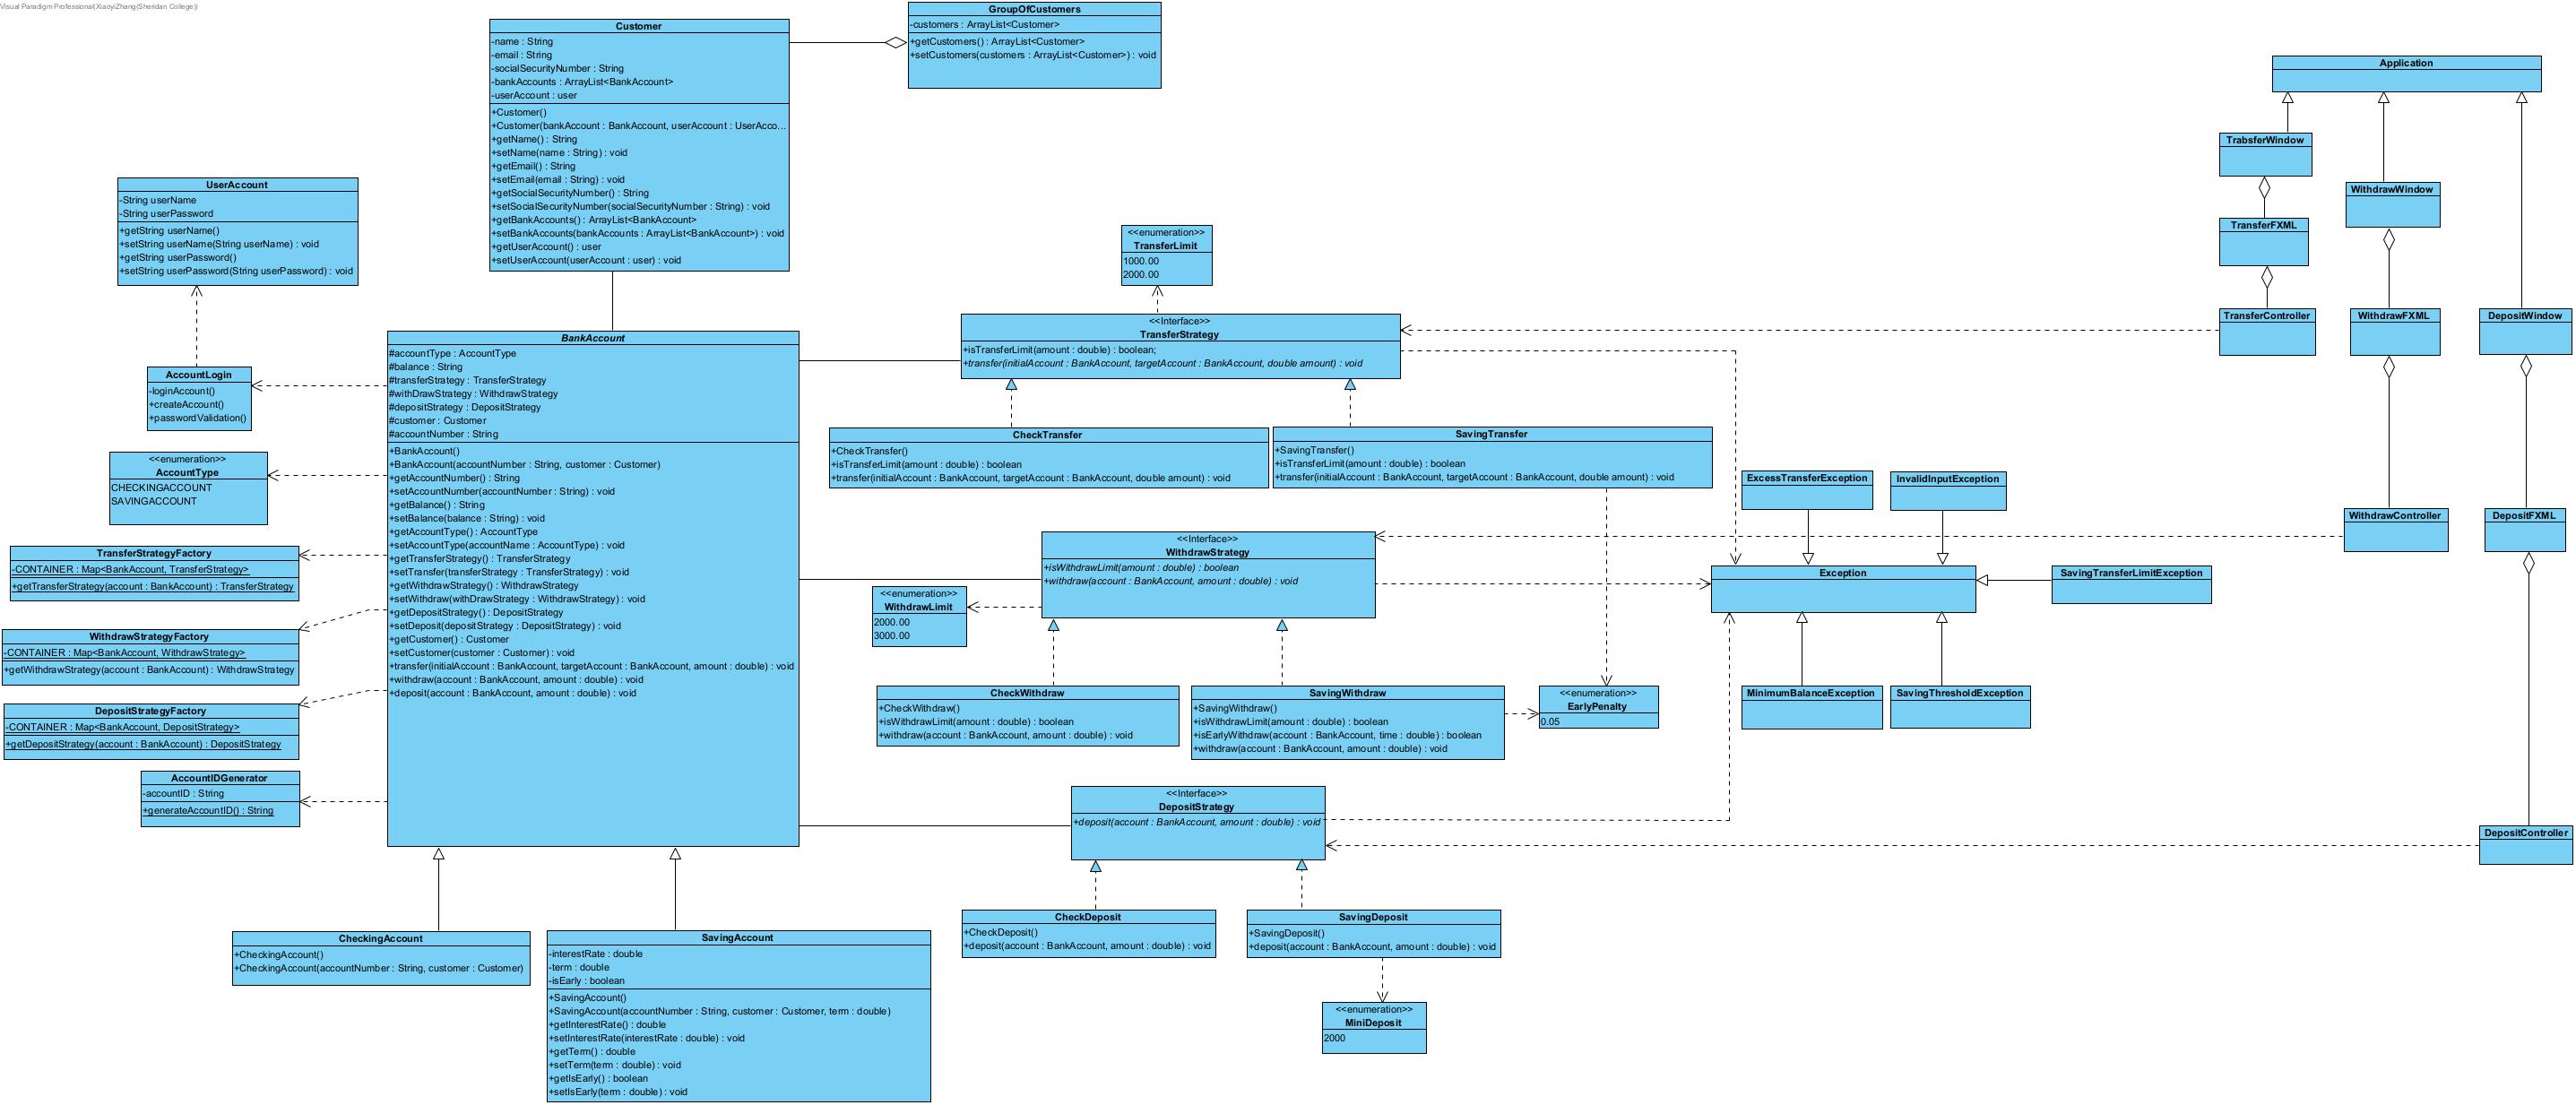 Visual Paradigm Professional(XiaoyiZhang(Sheridan College))
GroupOfCustomers
-customers : ArrayList<Customer>
+getCustomers() : ArrayList<Customer>
+setCustomers(customers : ArrayList<Customer>) : void
Customer
-name : String
-email : String
-socialSecurityNumber : String
-bankAccounts : ArrayList<BankAccount>
-userAccount : user
+Customer()
+Customer(bankAccount : BankAccount, userAccount : UserAcco...
+getName() : String
+setName(name : String) : void
+getEmail() : String
+setEmail(email : String) : void
+getSocialSecurityNumber() : String
+setSocialSecurityNumber(socialSecurityNumber : String) : void
+getBankAccounts() : ArrayList<BankAccount>
+setBankAccounts(bankAccounts : ArrayList<BankAccount>) : void
+getUserAccount() : user
+setUserAccount(userAccount : user) : void
Application
TrabsferWindow
WithdrawWindow
TransferFXML
TransferController
WithdrawFXML
DepositWindow
WithdrawController
DepositFXML
DepositController
UserAccount
-String userName
-String userPassword
+getString userName()
+setString userName(String userName) : void
+getString userPassword()
+setString userPassword(String userPassword) : void
AccountLogin
-loginAccount()
+createAccount()
+passwordValidation()
<<enumeration>>
AccountType
CHECKINGACCOUNT
SAVINGACCOUNT
TransferStrategyFactory
-CONTAINER : Map<BankAccount, TransferStrategy>
+getTransferStrategy(account : BankAccount) : TransferStrategy
WithdrawStrategyFactory
-CONTAINER : Map<BankAccount, WithdrawStrategy>
+getWithdrawStrategy(account : BankAccount) : WithdrawStrategy
DepositStrategyFactory
-CONTAINER : Map<BankAccount, DepositStrategy>
+getDepositStrategy(account : BankAccount) : DepositStrategy
AccountIDGenerator
-accountID : String
+generateAccountID() : String
BankAccount
#accountType : AccountType
#balance : String
#transferStrategy : TransferStrategy
#withDrawStrategy : WithdrawStrategy
#depositStrategy : DepositStrategy
#customer : Customer
#accountNumber : String
+BankAccount()
+BankAccount(accountNumber : String, customer : Customer)
+getAccountNumber() : String
+setAccountNumber(accountNumber : String) : void
+getBalance() : String
+setBalance(balance : String) : void
+getAccountType() : AccountType
+setAccountType(accountName : AccountType) : void
+getTransferStrategy() : TransferStrategy
+setTransfer(transferStrategy : TransferStrategy) : void
+getWithdrawStrategy() : WithdrawStrategy
+setWithdraw(withDrawStrategy : WithdrawStrategy) : void
+getDepositStrategy() : DepositStrategy
+setDeposit(depositStrategy : DepositStrategy) : void
+getCustomer() : Customer
+setCustomer(customer : Customer) : void
+transfer(initialAccount : BankAccount, targetAccount : BankAccount, amount : double) : void
+withdraw(account : BankAccount, amount : double) : void
+deposit(account : BankAccount, amount : double) : void
<<enumeration>>
TransferLimit
1000.00
2000.00
<<Interface>>
TransferStrategy
+isTransferLimit(amount : double) : boolean;
+transfer(initialAccount : BankAccount, targetAccount : BankAccount, double amount) : void
CheckTransfer
+CheckTransfer()
+isTransferLimit(amount : double) : boolean
+transfer(initialAccount : BankAccount, targetAccount : BankAccount, double amount) : void
SavingTransfer
+SavingTransfer()
+isTransferLimit(amount : double) : boolean
+transfer(initialAccount : BankAccount, targetAccount : BankAccount, double amount) : void
ExcessTransferException
InvalidInputException
<<Interface>>
WithdrawStrategy
+isWithdrawLimit(amount : double) : boolean
+withdraw(account : BankAccount, amount : double) : void
<<enumeration>>
WithdrawLimit
2000.00
3000.00
Exception
SavingTransferLimitException
CheckWithdraw
+CheckWithdraw()
+isWithdrawLimit(amount : double) : boolean
+withdraw(account : BankAccount, amount : double) : void
SavingWithdraw
+SavingWithdraw()
+isWithdrawLimit(amount : double) : boolean
+isEarlyWithdraw(account : BankAccount, time : double) : boolean
+withdraw(account : BankAccount, amount : double) : void
<<enumeration>>
EarlyPenalty
0.05
MinimumBalanceException
SavingThresholdException
<<Interface>>
DepositStrategy
+deposit(account : BankAccount, amount : double) : void
CheckDeposit
+CheckDeposit()
+deposit(account : BankAccount, amount : double) : void
SavingDeposit
+SavingDeposit()
+deposit(account : BankAccount, amount : double) : void
<<enumeration>>
MiniDeposit
2000
CheckingAccount
+CheckingAccount()
+CheckingAccount(accountNumber : String, customer : Customer)
SavingAccount
-interestRate : double
-term : double
-isEarly : boolean
+SavingAccount()
+SavingAccount(accountNumber : String, customer : Customer, term : double)
+getInterestRate() : double
+setInterestRate(interestRate : double) : void
+getTerm() : double
+setTerm(term : double) : void
+getIsEarly() : boolean
+setIsEarly(term : double) : void